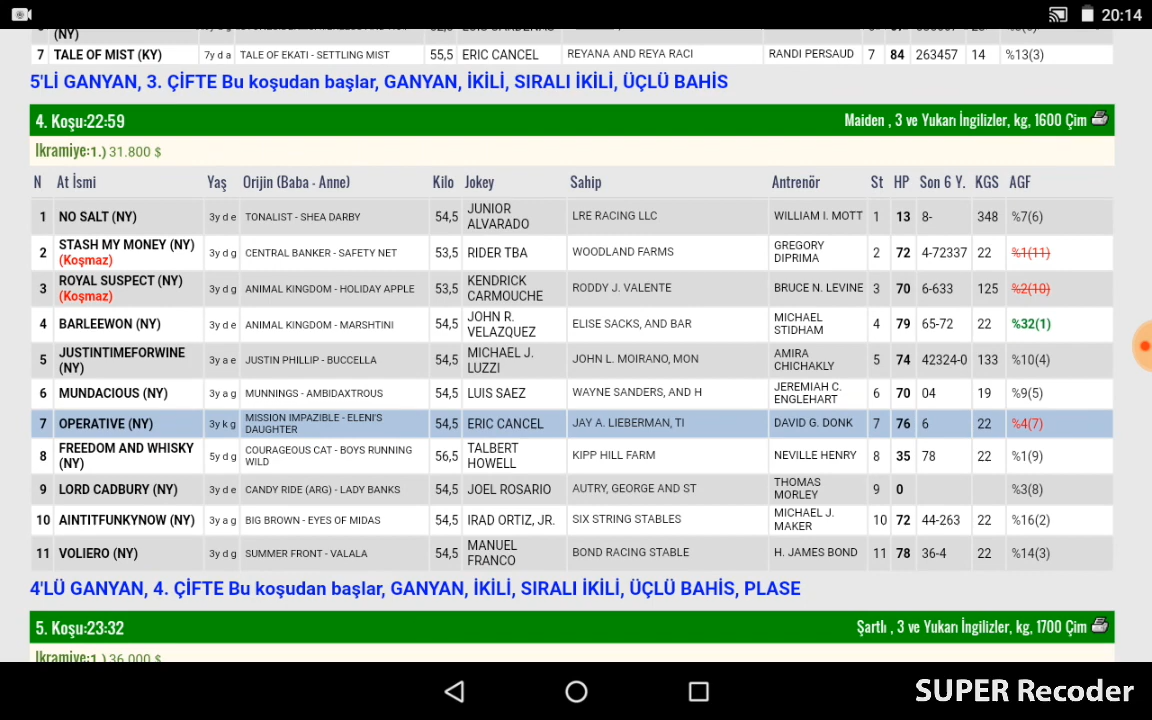 20:14
(NY)
7 TALE OF MIST (KY) 7y d a TALE OF EKATI - SETTLING MIST 55,5 ERIC CANCEL REYANA AND REYA RACI RANDI PERSAUD 7 84 263457 14 %13(3)
5'Lİ GANYAN, 3. ÇİFTE Bu koşudan başlar, GANYAN, İKİLİ, SIRALI İKİLİ, ÜÇLÜ BAHİS
4. Koşu:22:59 Maiden , 3 ve Yukarı İngilizler, kg, 1600 Çim
İkramiye:1.) 31.800 $
N At İsmi Yaş Orijin (Baba - Anne) Kilo Jokey Sahip Antrenör St HP Son 6 Y. KGS AGF
1 NO SALT (NY) 3y d e TONALIST - SHEA DARBY 54,5 JUNIOR ALVARADO LRE RACING LLC WILLIAM I. MOTT 1 13 8- 348 %7(6)
2 STASH MY MONEY (NY) (Koşmaz) 3y d g CENTRAL BANKER - SAFETY NET 53,5 RIDER TBA WOODLAND FARMS GREGORY DIPRIMA 2 72 4-72337 22 %1(11)
3 ROYAL SUSPECT (NY) (Koşmaz) 3y d g ANIMAL KINGDOM - HOLIDAY APPLE 53,5 KENDRICK CARMOUCHE RODDY J. VALENTE BRUCE N. LEVINE 3 70 6-633 125 %2(10)
4 BARLEEWON (NY) 3y d e ANIMAL KINGDOM - MARSHTINI 54,5 JOHN R. VELAZQUEZ ELISE SACKS, AND BAR MICHAEL STIDHAM 4 79 65-72 22 %32(1)
5 JUSTINTIMEFORWINE (NY) 3y a e JUSTIN PHILLIP - BUCCELLA 54,5 MICHAEL J. LUZZI JOHN L. MOIRANO, MON AMIRA CHICHAKLY 5 74 42324-0 133 %10(4)
6 MUNDACIOUS (NY) 3y a g MUNNINGS - AMBIDAXTROUS 54,5 LUIS SAEZ WAYNE SANDERS, AND H JEREMIAH C. ENGLEHART 6 70 04 19 %9(5)
7 OPERATIVE (NY) 3y k g MISSION IMPAZIBLE - ELENI'S DAUGHTER 54,5 ERIC CANCEL JAY A. LIEBERMAN, TI DAVID G. DONK 7 76 6 22 %4(7)
8 FREEDOM AND WHISKY (NY) 5y d g COURAGEOUS CAT - BOYS RUNNING WILD 56,5 TALBERT HOWELL KIPP HILL FARM NEVILLE HENRY 8 35 78 22 %1(9)
9 LORD CADBURY (NY) 3y d e CANDY RIDE (ARG) - LADY BANKS 54,5 JOEL ROSARIO AUTRY, GEORGE AND ST THOMAS MORLEY 9 0 %3(8)
10 AINTITFUNKYNOW (NY) 3y a g BIG BROWN - EYES OF MIDAS 54,5 IRAD ORTIZ, JR. SIX STRING STABLES MICHAEL J. MAKER 10 72 44-263 22 %16(2)
11 VOLIERO (NY) 3y d g SUMMER FRONT - VALALA 54,5 MANUEL FRANCO BOND RACING STABLE H. JAMES BOND 11 78 36-4 22 %14(3)
4'LÜ GANYAN, 4. ÇİFTE Bu koşudan başlar, GANYAN, İKİLİ, SIRALI İKİLİ, ÜÇLÜ BAHİS, PLASE
5. Koşu:23:32 Şartlı , 3 ve Yukarı İngilizler, kg, 1700 Çim
İkramiye:1.) 36.000 $
SUPER Recoder